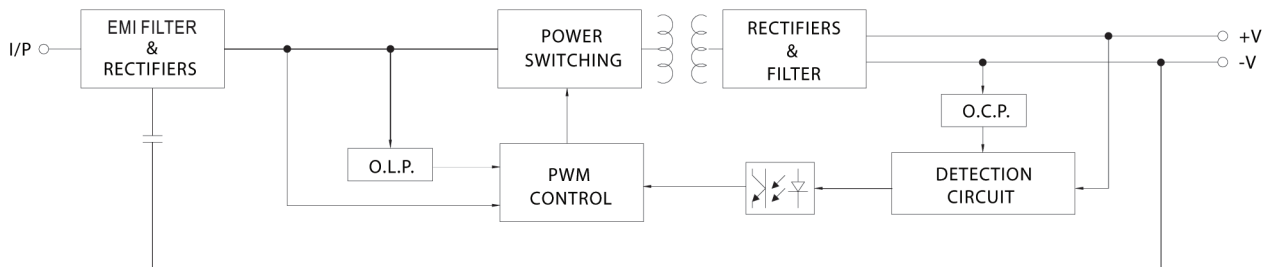 I/P
EMI FILTER
&
RECTIFIERS
POWER
SWITCHING
RECTIFIERS
&
FILTER
+V
-V
O.C.P.
O.L.P.
PWM
CONTROL
DETECTION
CIRCUIT